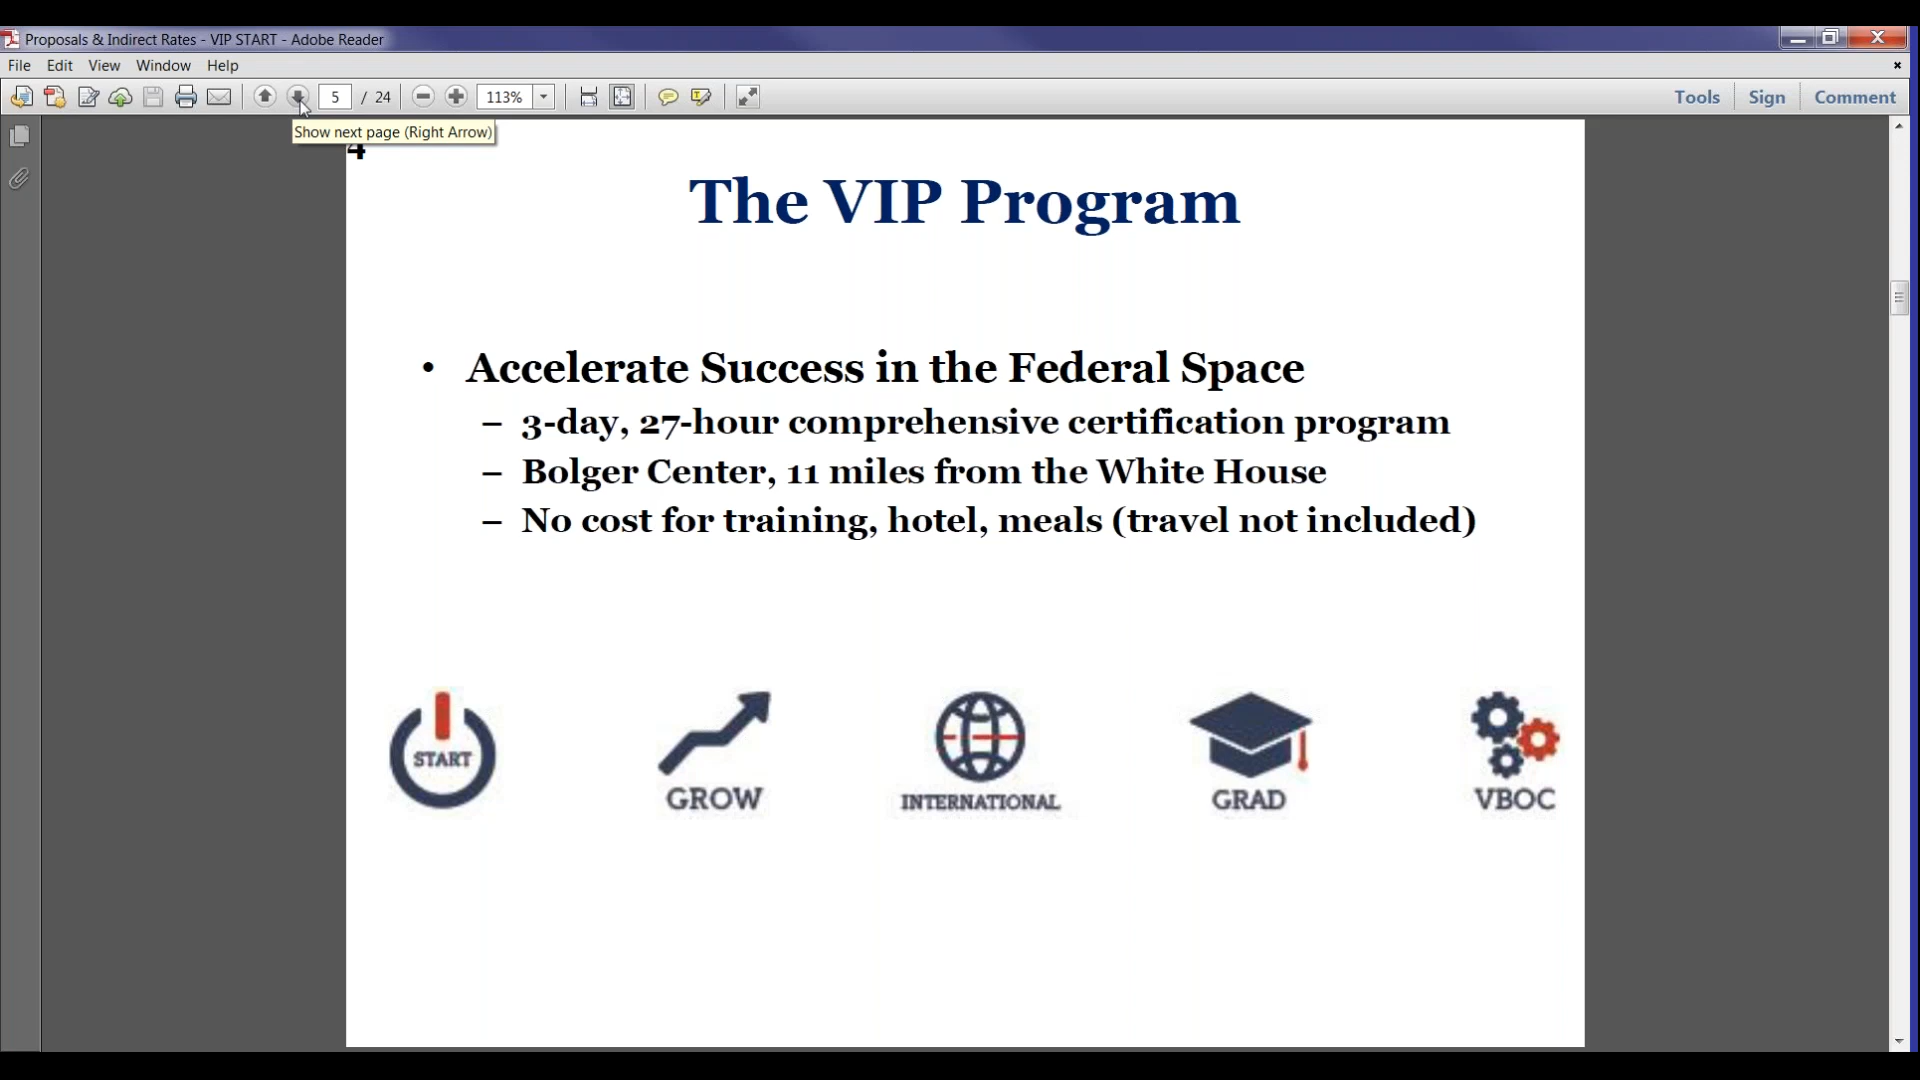 Proposals & Indirect Rates - VIP START - Adobe Reader
File Edit View Window Help
5 / 24 113% Tools Sign Comment
Show next page (Right Arrow)
4
The VIP Program
• Accelerate Success in the Federal Space
– 3-day, 27-hour comprehensive certification program
– Bolger Center, 11 miles from the White House
– No cost for training, hotel, meals (travel not included)
START GROW INTERNATIONAL GRAD VBOC